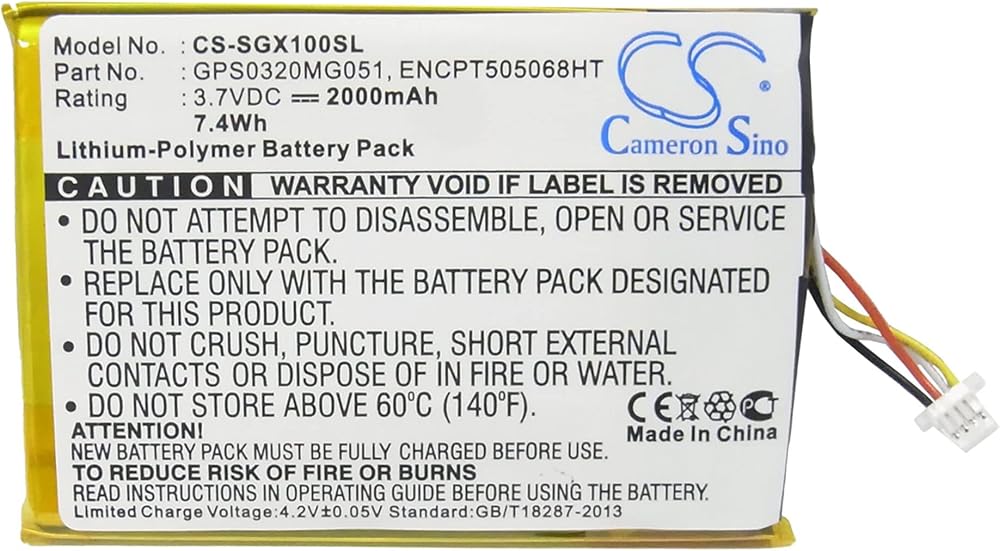 Model No. : CS-SGX100SL
Part No. : GPS0320MG051, ENCPT505068HT
Rating : 3.7VDC ⎓ 2000mAh
7.4Wh
Lithium-Polymer Battery Pack
CS ®
Cameron Sino
CAUTION WARRANTY VOID IF LABEL IS REMOVED
• DO NOT ATTEMPT TO DISASSEMBLE, OPEN OR SERVICE
BATTERY PACK.
• REPLACE ONLY WITH THE BATTERY PACK DESIGNATED
FOR THIS PRODUCT.
• DO NOT CRUSH, PUNCTURE, SHORT EXTERNAL
CONTACTS OR DISPOSE OF IN FIRE OR WATER.
• DO NOT STORE ABOVE 60°C (140°F).
CE PCT
Made In China
ATTENTION!
NEW BATTERY PACK MUST BE FULLY CHARGED BEFORE USE.
TO REDUCE RISK OF FIRE OR BURNS
READ INSTRUCTIONS BEFORE INSTALLING OR USING THE BATTERY.
Limited Charge Voltage:4.2V±0.05V Standard:GB/T18287-2013